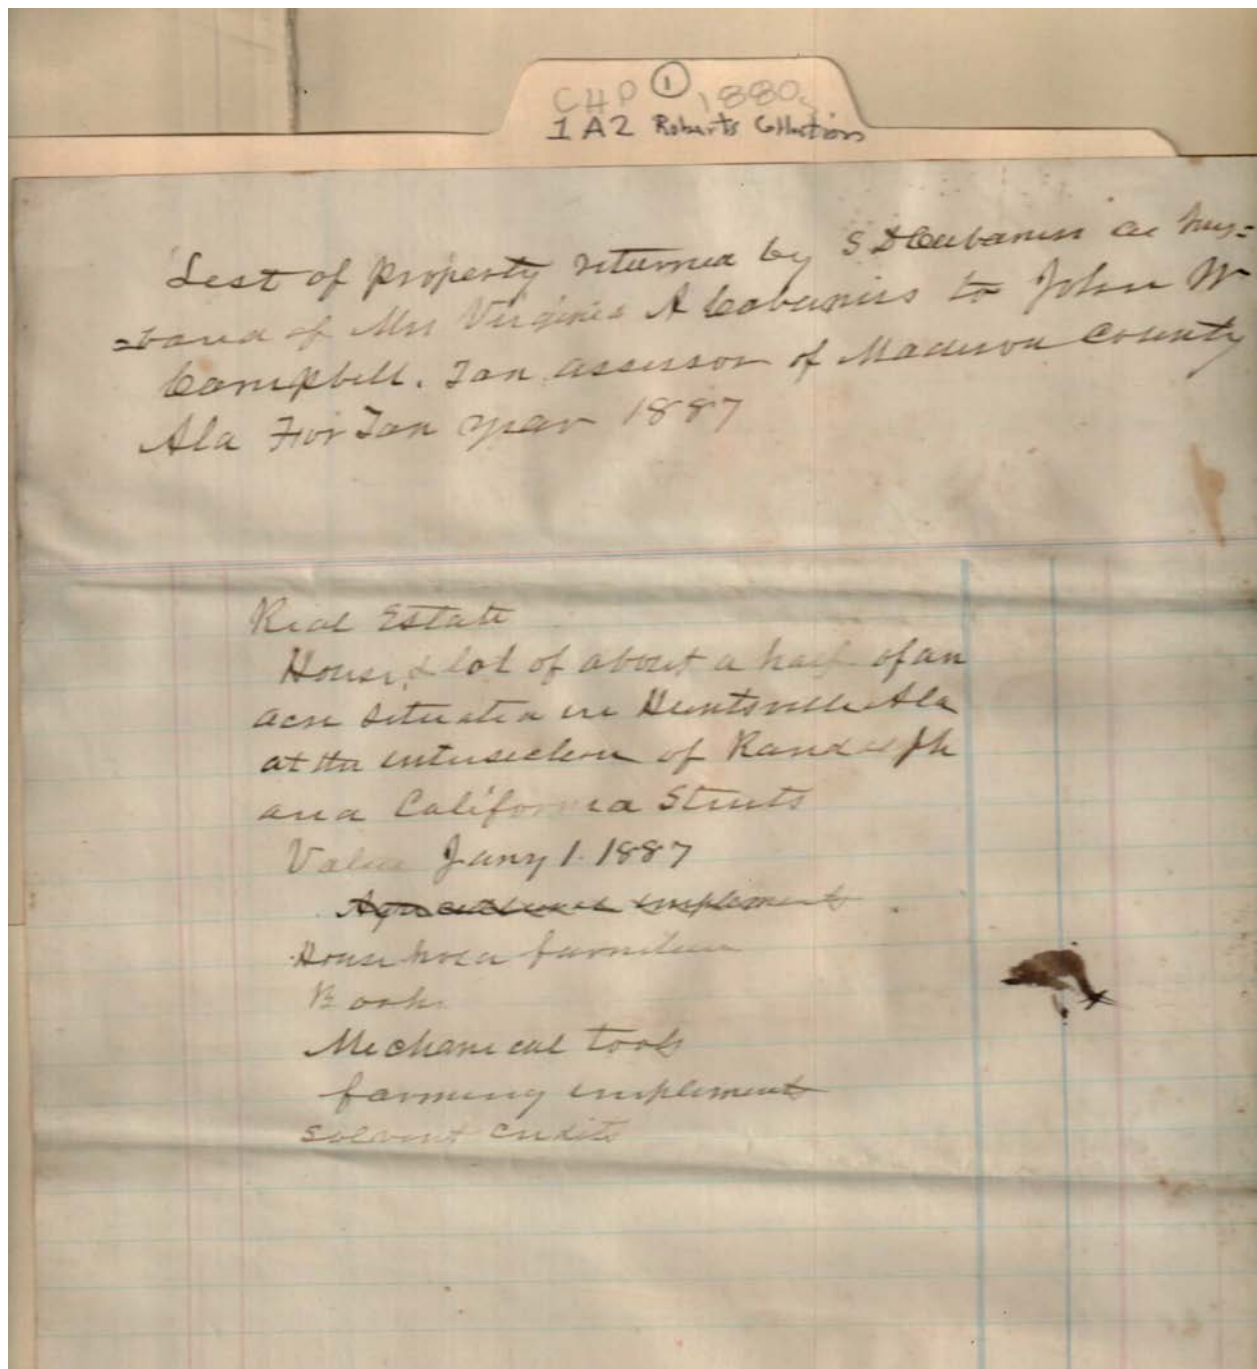 CHP ① 1880s
1A2 Roberts Collection
List of Property returned by S D Cabaniss as hus=
=band of Mrs Virginia A Cabaniss to John W
Campbell. Tax assessor of Madison County
Ala For Tax year 1887
Real Estate
House & lot of about a half of an
acre situated in Huntsville Ala
at the intersection of Randolph
and California Streets
Value Jany 1. 1887
Agricultural implements
House hold furniture
Books
Mechanical tools
farming implements
Solvent credits